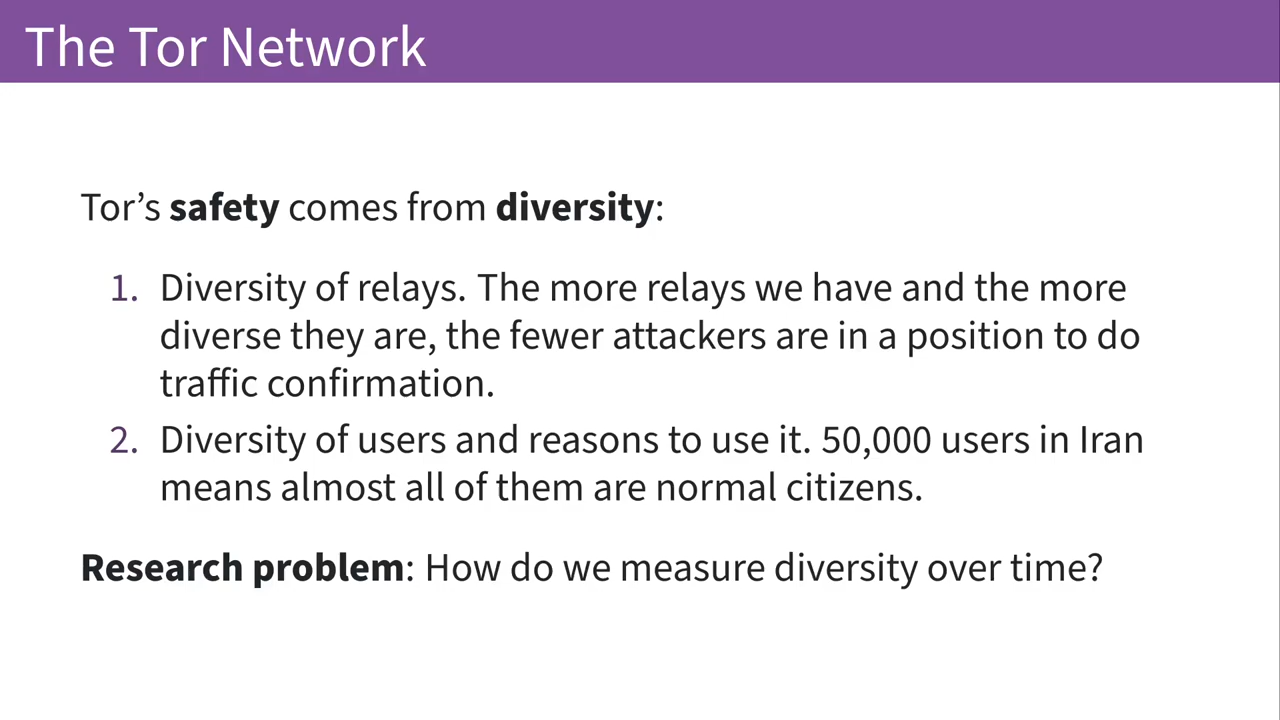 The Tor Network
Tor’s safety comes from diversity:
1. Diversity of relays. The more relays we have and the more
diverse they are, the fewer attackers are in a position to do
traffic confirmation.
2. Diversity of users and reasons to use it. 50,000 users in Iran
means almost all of them are normal citizens.
Research problem: How do we measure diversity over time?